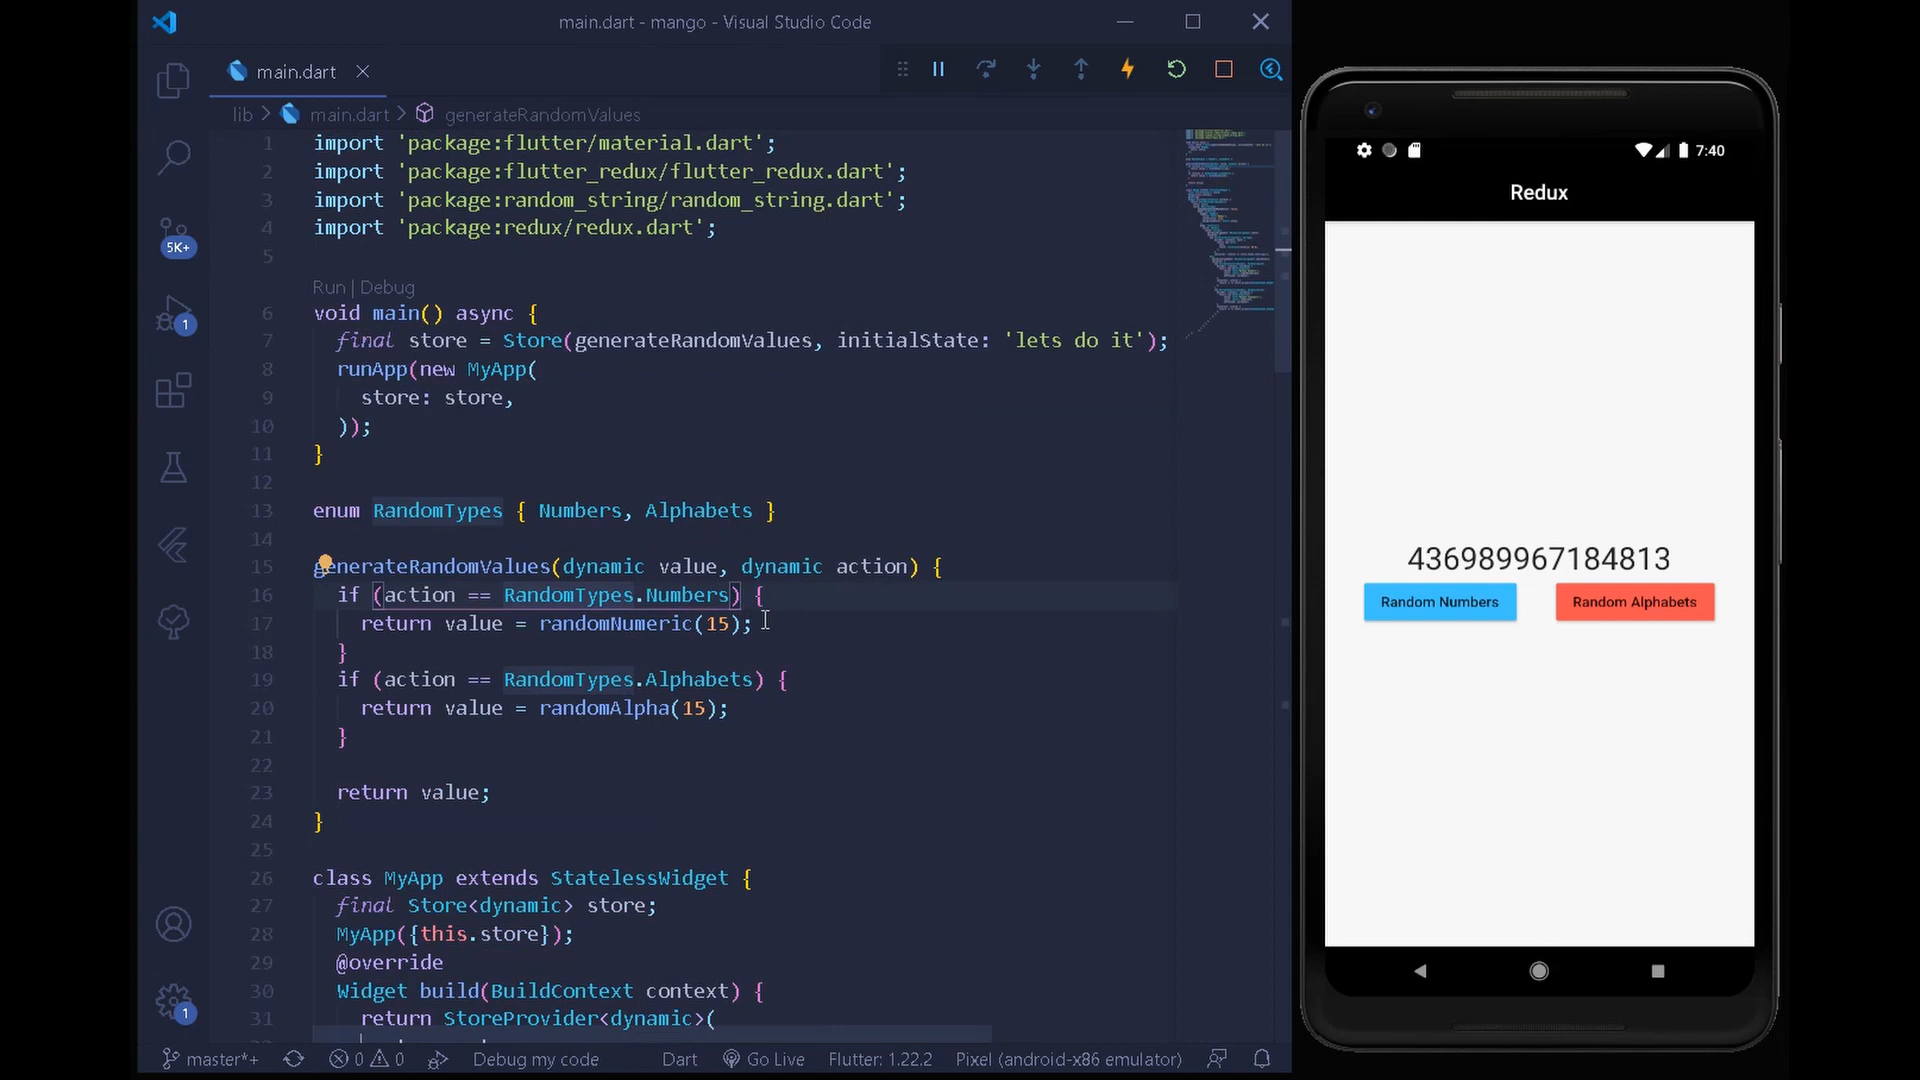 main.dart - mango - Visual Studio Code
main.dart
lib > main.dart > generateRandomValues
1 import 'package:flutter/material.dart';
2 import 'package:flutter_redux/flutter_redux.dart';
3 import 'package:random_string/random_string.dart';
4 import 'package:redux/redux.dart';
5
Run | Debug
6 void main() async {
7 final store = Store(generateRandomValues, initialState: 'lets do it');
8 runApp(new MyApp(
9 store: store,
10 ));
11 }
12
13 enum RandomTypes { Numbers, Alphabets }
14
15 generateRandomValues(dynamic value, dynamic action) {
16 if (action == RandomTypes.Numbers) {
17 return value = randomNumeric(15);
18 }
19 if (action == RandomTypes.Alphabets) {
20 return value = randomAlpha(15);
21 }
22
23 return value;
24 }
25
26 class MyApp extends StatelessWidget {
27 final Store<dynamic> store;
28 MyApp({this.store});
29 @override
30 Widget build(BuildContext context) {
31 return StoreProvider<dynamic>(
5K+
1
1
master*+ 0 0 Debug my code Dart Go Live Flutter: 1.22.2 Pixel (android-x86 emulator)
7:40
Redux
436989967184813
Random Numbers Random Alphabets